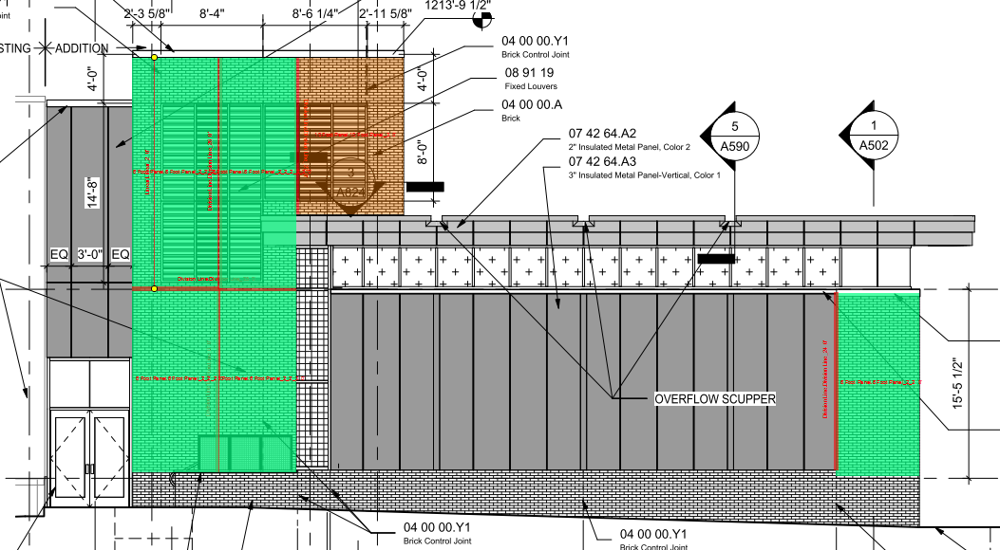 2'-3 5/8"
8'-4"
8'-6 1/4"
2'-11 5/8"
1213'-9 1/2"
ADDITION
04 00 00.Y1
Brick Control Joint
08 91 19
Fixed Louvers
04 00 00.A
Brick
4'-0"
4'-0"
8'-0"
07 42 64.A2
2" Insulated Metal Panel, Color 2
07 42 64.A3
3" Insulated Metal Panel-Vertical, Color 1
5
A590
1
A502
3
14'-8"
EQ
3'-0"
EQ
OVERFLOW SCUPPER
15'-5 1/2"
04 00 00.Y1
Brick Control Joint
04 00 00.Y1
Brick Control Joint